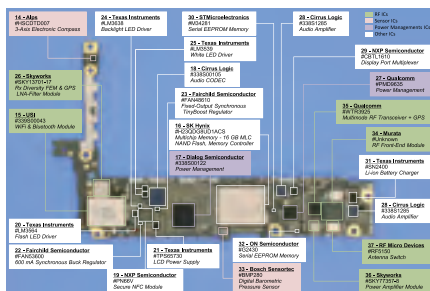 14 - Alps
#HSCDTD007
3-Axis Electronic Compass
24 - Texas Instruments
#LM3638
Backlight LED Driver
30 - STMicroelectronics
#M34281
Serial EEPROM Memory
28 - Cirrus Logic
#338S1285
Audio Amplifier
RF ICs
Sensor ICs
Power Managements ICs
Other ICs
25 - Texas Instruments
#LM3539
White LED Driver
29 - NXP Semiconductor
#CBTL1610
Display Port Multiplexer
18 - Cirrus Logic
#338S00105
Audio CODEC
26 - Skyworks
#SKY13701-17
Rx Diversity FEM & GPS
LNA-Filter Module
27 - Qualcomm
#PMD9635
Power Management
23 - Fairchild Semiconductor
#FAN48610
Fixed-Output Synchronous
TinyBoost Regulator
35 - Qualcomm
#WTR3925
Multimode RF Transceiver + GPS
15 - USI
#339S00043
WiFi & Bluetooth Module
16 - SK Hynix
#H23QDG8UD1ACS
Multichip Memory - 16 GB MLC
NAND Flash, Memory Controller
34 - Murata
#Unknown
RF Front-End Module
17 - Dialog Semiconductor
#338S00122
Power Management
31 - Texas Instruments
#SN2400
Li-ion Battery Charger
28 - Cirrus Logic
#338S1285
Audio Amplifier
20 - Texas Instruments
#LM3564
Flash LED Driver
22 - Fairchild Semiconductor
#FAN53600
600 mA Synchronous Buck Regulator
21 - Texas Instruments
#TPS65730
LCD Power Supply
32 - ON Semiconductor
#G2430
Serial EEPROM Memory
37 - RF Micro Devices
#RF5150
Antenna Switch
19 - NXP Semiconductor
#PN66V
Secure NFC Module
33 - Bosch Sensortec
#BMP280
Digital Barometric
Pressure Sensor
36 - Skyworks
#SKY77357-8
Power Amplifier Module